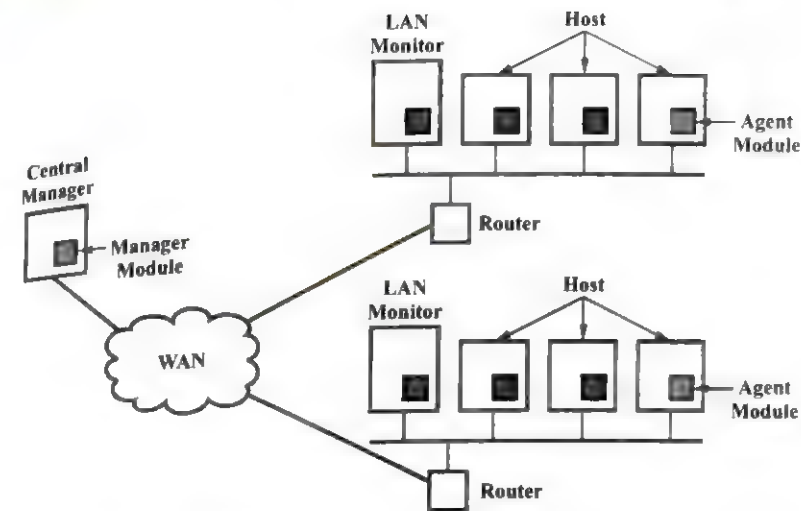 LAN
Monitor
Host
Agent
Module
Central
Manager
Manager
Module
Router
LAN
Monitor
Host
WAN
Agent
Module
Router